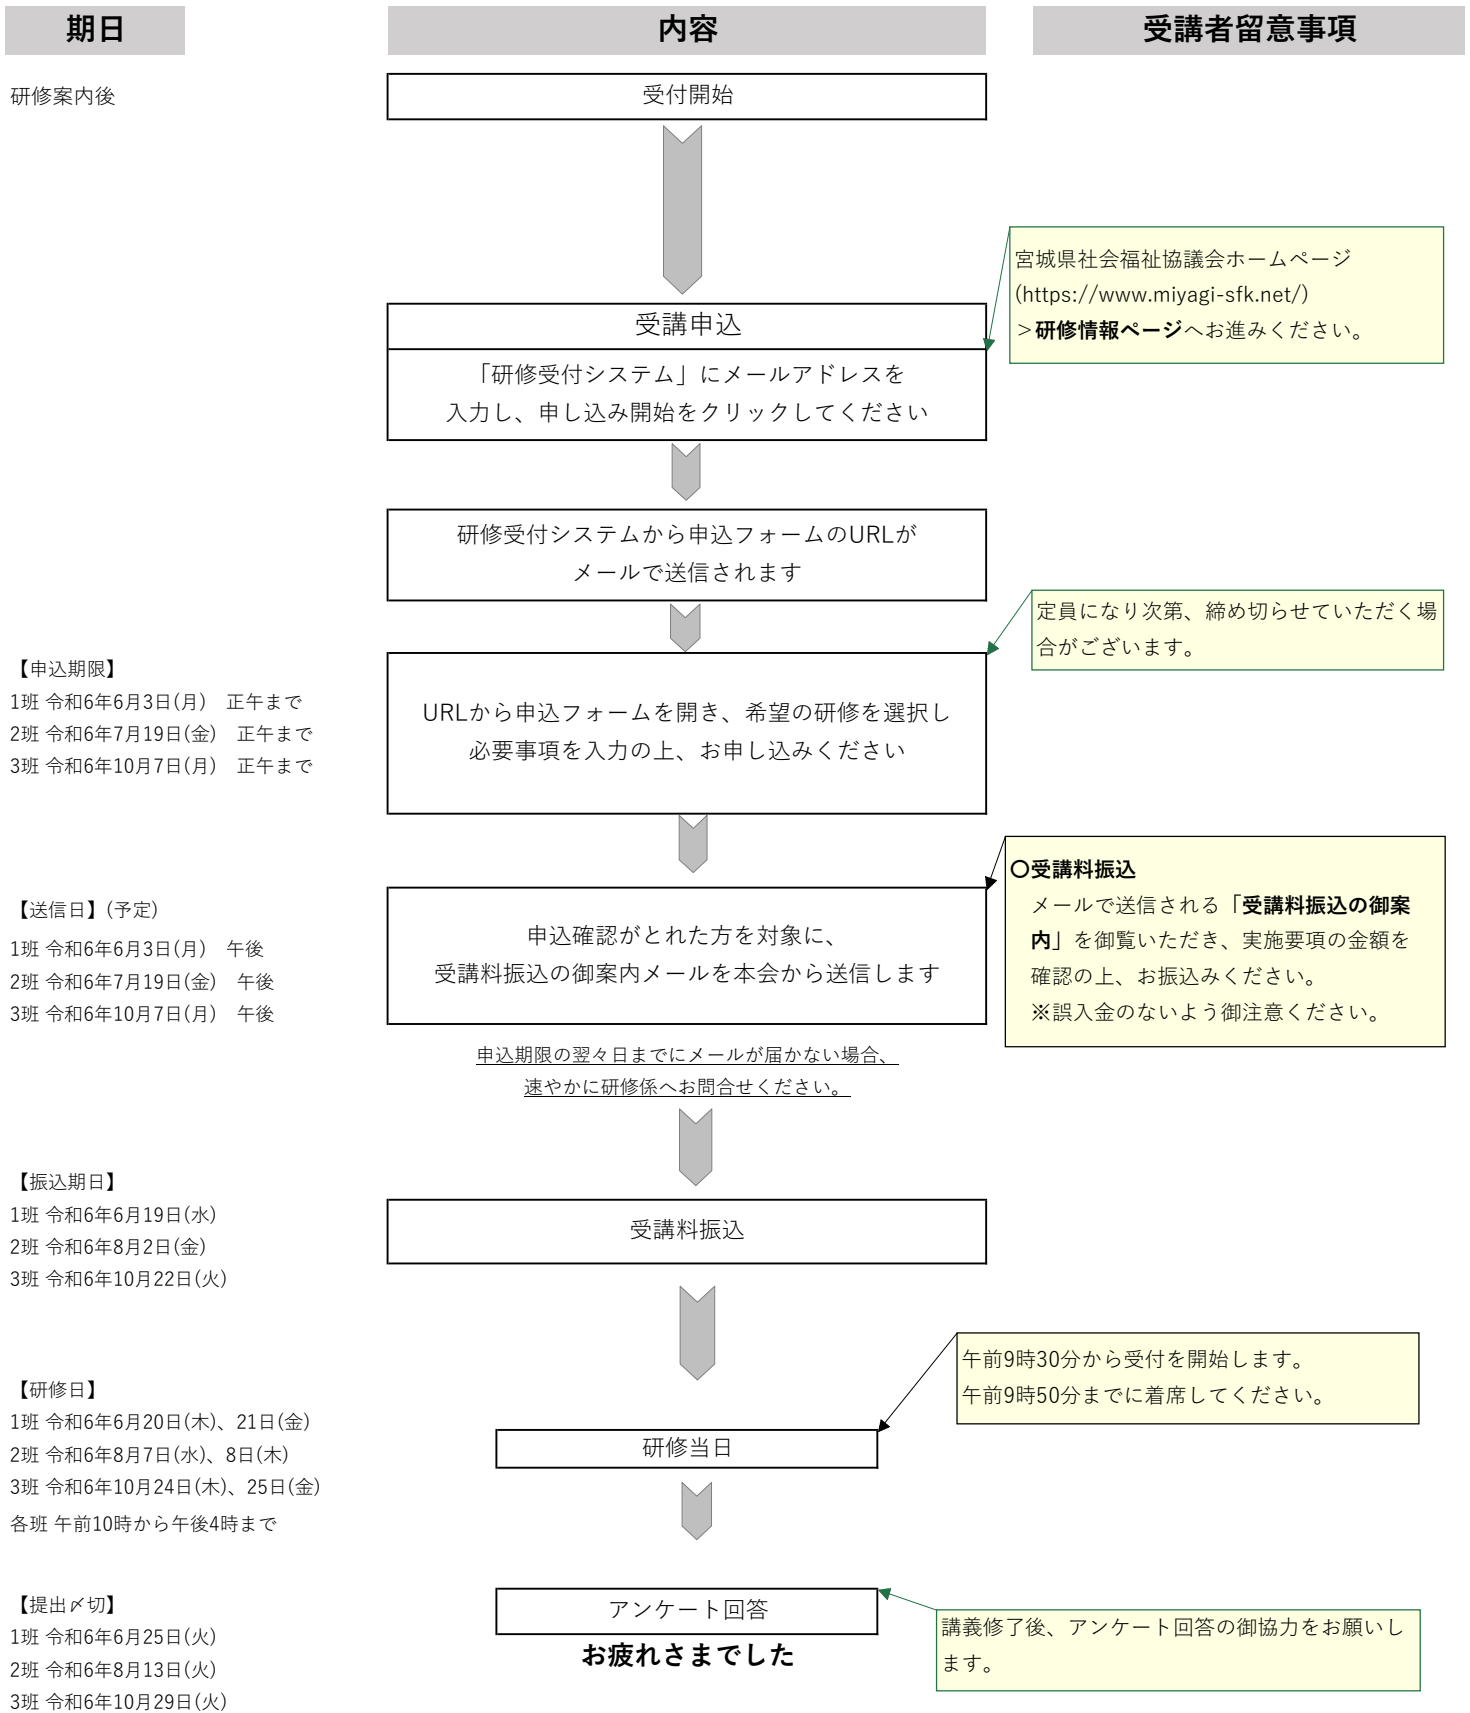 期日
内容
受講者留意事項
研修案内後
受付開始
宮城県社会福祉協議会ホームページ
(https://www.miyagi-sfk.net/)
＞研修情報ページへお進みください。
受講申込
「研修受付システム」にメールアドレスを
入力し、申し込み開始をクリックしてください
研修受付システムから申込フォームのURLが
メールで送信されます
定員になり次第、締め切らせていただく場
合がございます。
【申込期限】
1班 令和6年6月3日(月)　正午まで
2班 令和6年7月19日(金)　正午まで
3班 令和6年10月7日(月)　正午まで
URLから申込フォームを開き、希望の研修を選択し
必要事項を入力の上、お申し込みください
〇受講料振込
メールで送信される「受講料振込の御案
内」を御覧いただき、実施要項の金額を
確認の上、お振込みください。
※誤入金のないよう御注意ください。
【送信日】(予定)
1班 令和6年6月3日(月)　午後
2班 令和6年7月19日(金)　午後
3班 令和6年10月7日(月)　午後
申込確認がとれた方を対象に、
受講料振込の御案内メールを本会から送信します
申込期限の翌々日までにメールが届かない場合、
速やかに研修係へお問合せください。
【振込期日】
1班 令和6年6月19日(水)
2班 令和6年8月2日(金)
3班 令和6年10月22日(火)
受講料振込
午前9時30分から受付を開始します。
午前9時50分までに着席してください。
【研修日】
1班 令和6年6月20日(木)、21日(金)
2班 令和6年8月7日(水)、8日(木)
3班 令和6年10月24日(木)、25日(金)
各班 午前10時から午後4時まで
研修当日
【提出〆切】
1班 令和6年6月25日(火)
2班 令和6年8月13日(火)
3班 令和6年10月29日(火)
アンケート回答
お疲れさまでした
講義修了後、アンケート回答の御協力をお願いし
ます。